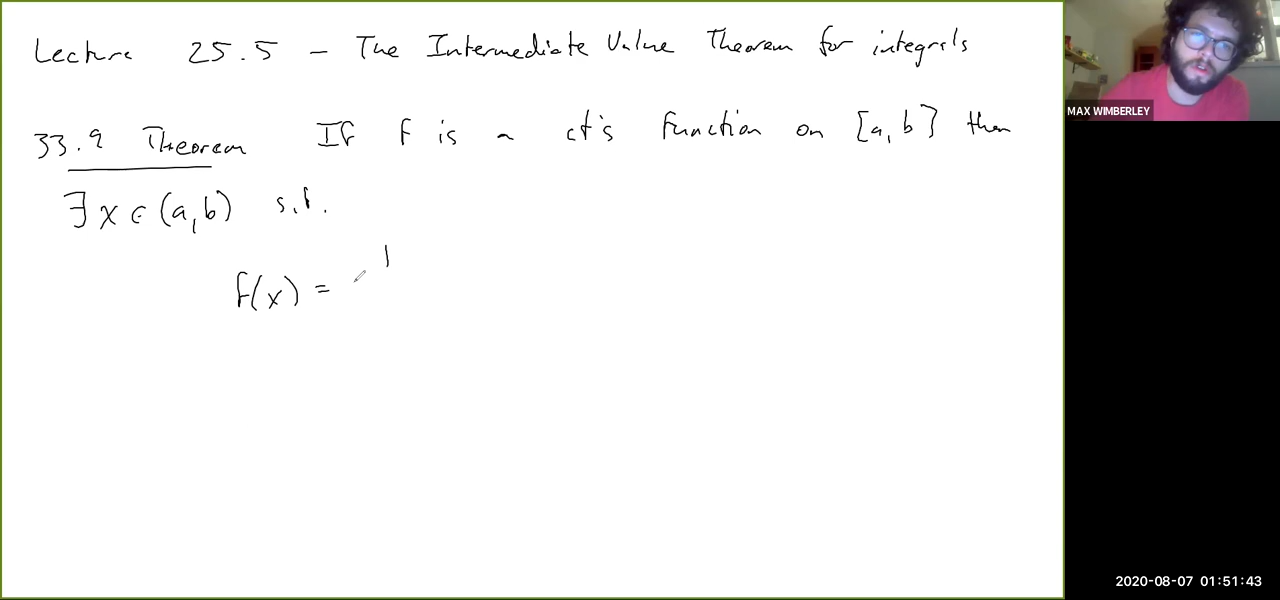 Lecture 25.5 - The Intermediate Value Theorem for integrals
33.9 Theorem If f is a ct's function on [a,b] then
∃ x ∈ (a,b) s.t.
f(x) = 1
MAX WIMBERLEY
2020-08-07 01:51:43